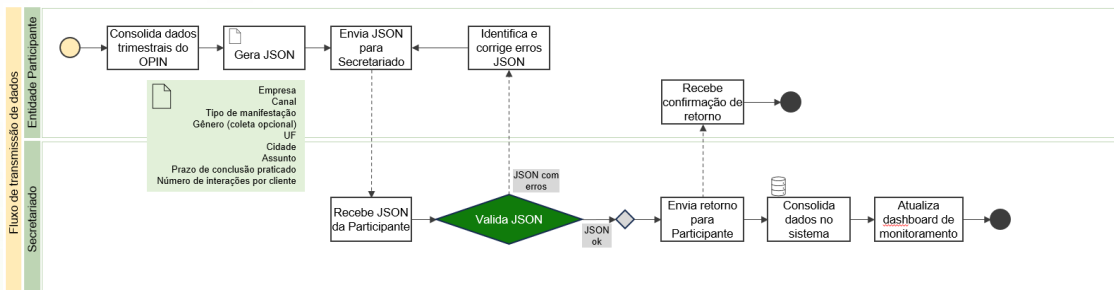 Fluxo de transmissão de dados
Entidade Participante
Consolida dados
trimestrais do
OPIN
Gera JSON
Envia JSON
para
Secretariado
Identifica e
corrige erros
JSON
Empresa
Canal
Tipo de manifestação
Gênero (coleta opcional)
UF
Cidade
Assunto
Prazo de conclusão praticado
Número de interações por cliente
Recebe
confirmação de
retorno
Secretariado
Recebe JSON
da Participante
Valida JSON
JSON com
erros
JSON
ok
Envia retorno para
Participante
Consolida
dados no
sistema
Atualiza
dashboard de
monitoramento